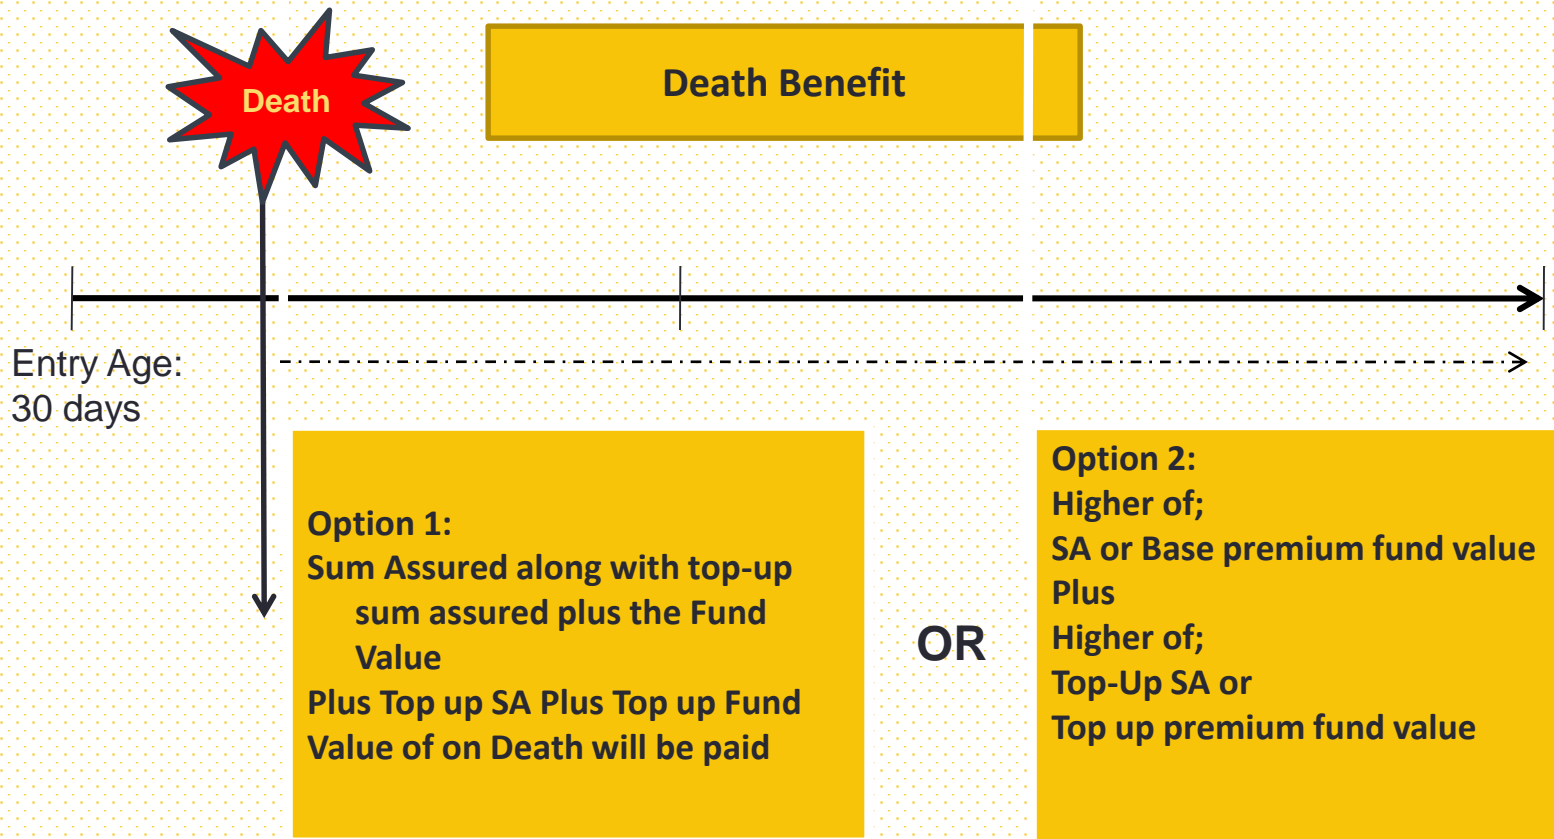 Death
Death Benefit
Entry Age:
30 days
Option 1:
Sum Assured along with top-up
sum assured plus the Fund
Value
Plus Top up SA Plus Top up Fund
Value of on Death will be paid
OR
Option 2:
Higher of;
SA or Base premium fund value
Plus
Higher of;
Top-Up SA or
Top up premium fund value